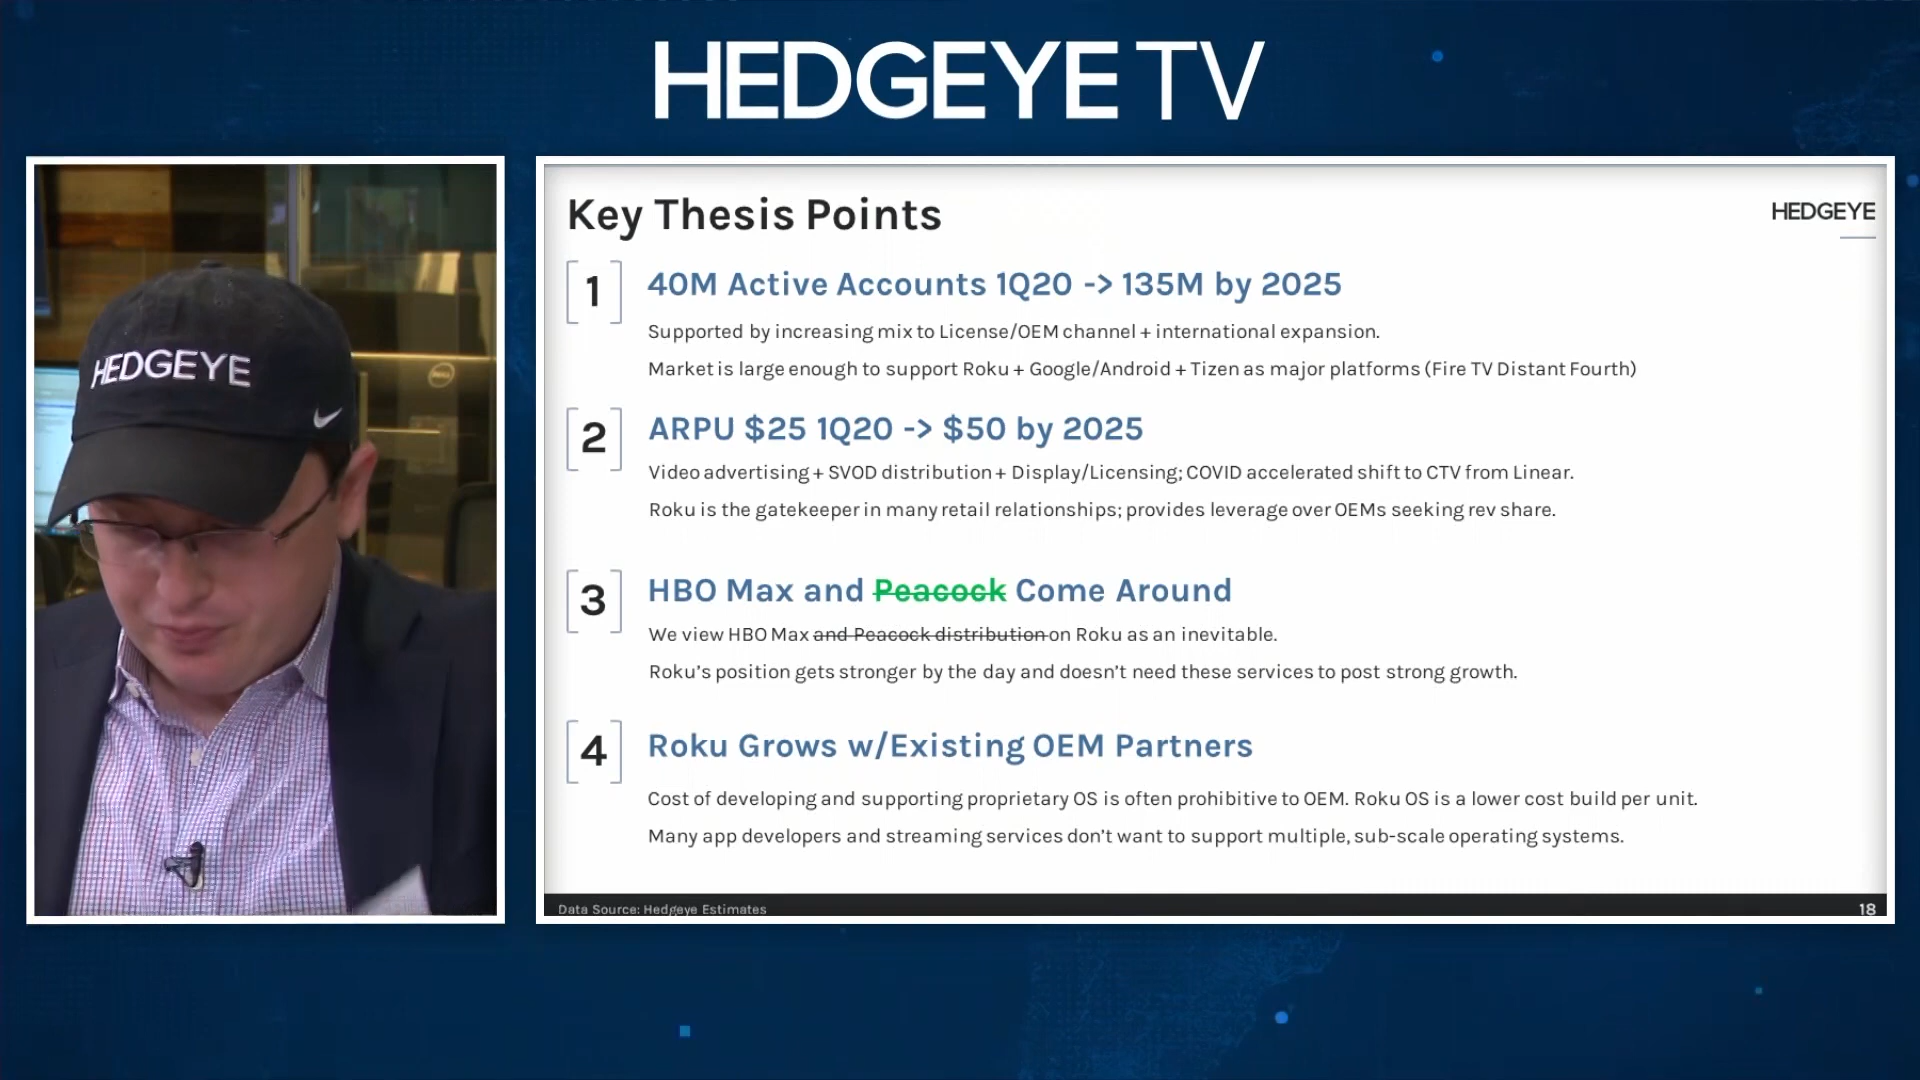 HEDGEYE TV
HEDGEYE
Key Thesis Points
HEDGEYE
1
40M Active Accounts 1Q20 -> 135M by 2025
Supported by increasing mix to License/OEM channel + international expansion.
Market is large enough to support Roku + Google/Android + Tizen as major platforms (Fire TV Distant Fourth)
2
ARPU $25 1Q20 -> $50 by 2025
Video advertising + SVOD distribution + Display/Licensing; COVID accelerated shift to CTV from Linear.
Roku is the gatekeeper in many retail relationships; provides leverage over OEMs seeking rev share.
3
HBO Max and Peacock Come Around
We view HBO Max and Peacock distribution on Roku as an inevitable.
Roku’s position gets stronger by the day and doesn’t need these services to post strong growth.
4
Roku Grows w/Existing OEM Partners
Cost of developing and supporting proprietary OS is often prohibitive to OEM. Roku OS is a lower cost build per unit.
Many app developers and streaming services don’t want to support multiple, sub-scale operating systems.
Data Source: Hedgeye Estimates
18